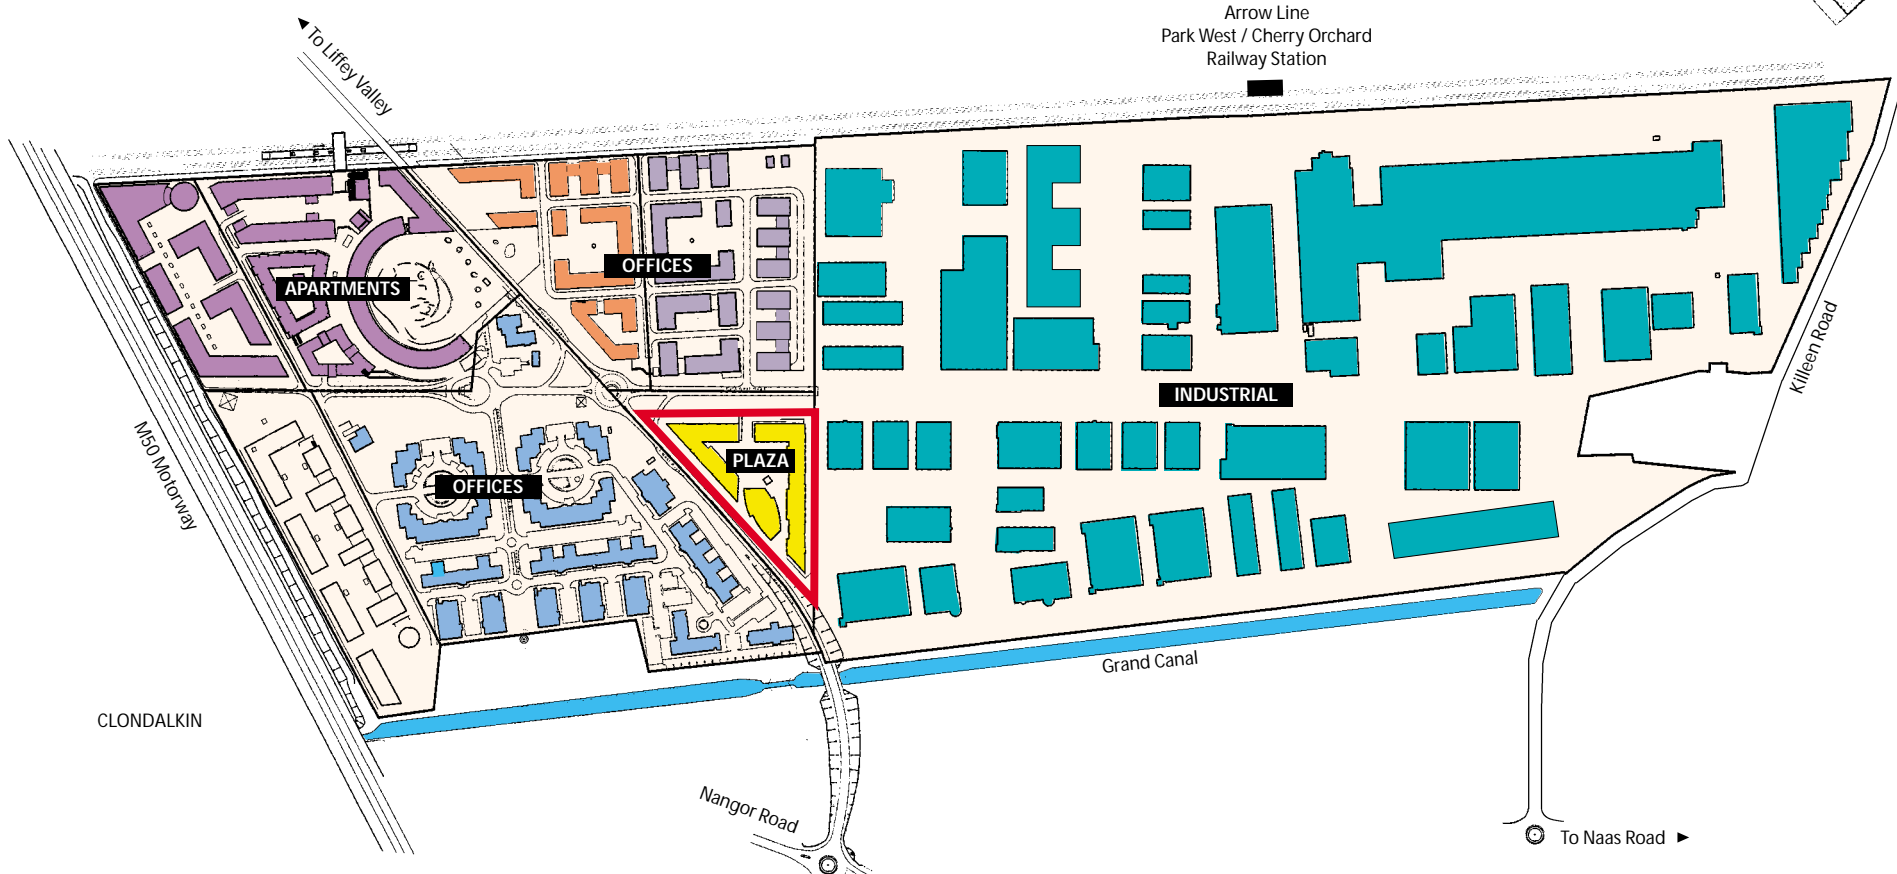 Arrow Line
Park West / Cherry Orchard
Railway Station
To Liffey Valley
OFFICES
APARTMENTS
INDUSTRIAL
Killeen Road
M50 Motorway
PLAZA
OFFICES
Grand Canal
CLONDALKIN
Nangor Road
To Naas Road